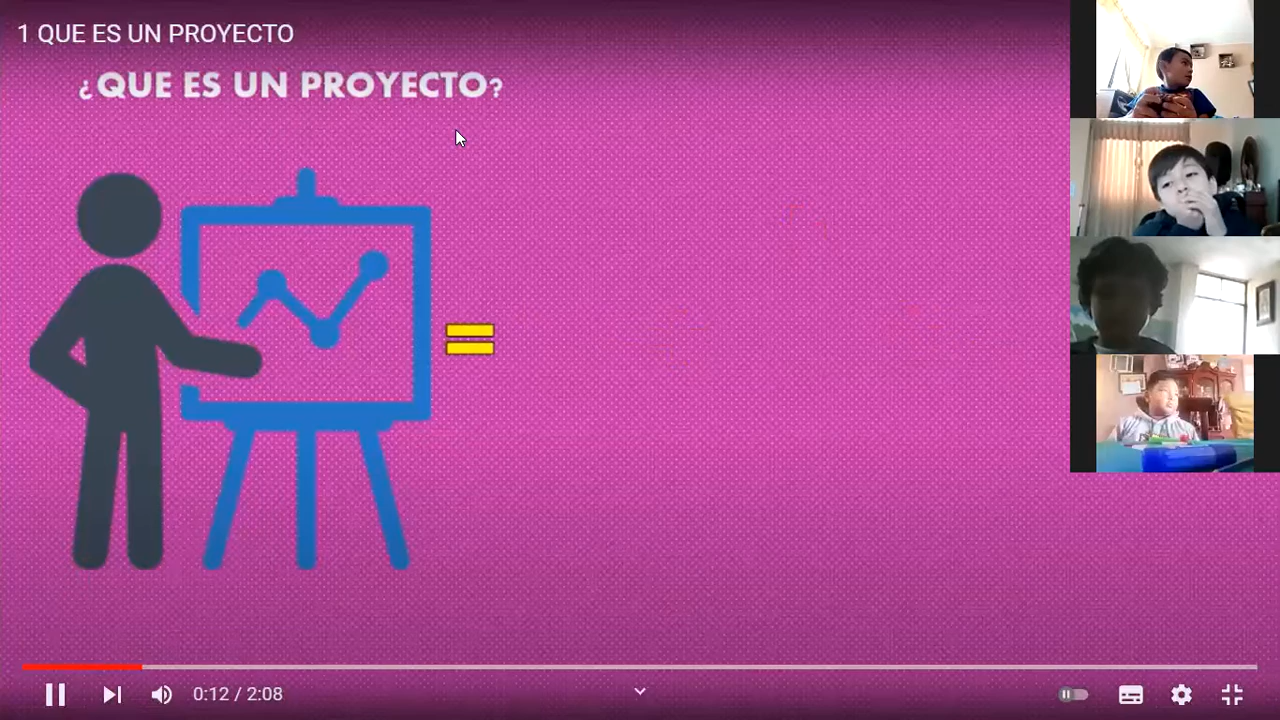 1 QUE ES UN PROYECTO
¿QUE ES UN PROYECTO?
0:12 / 2:08